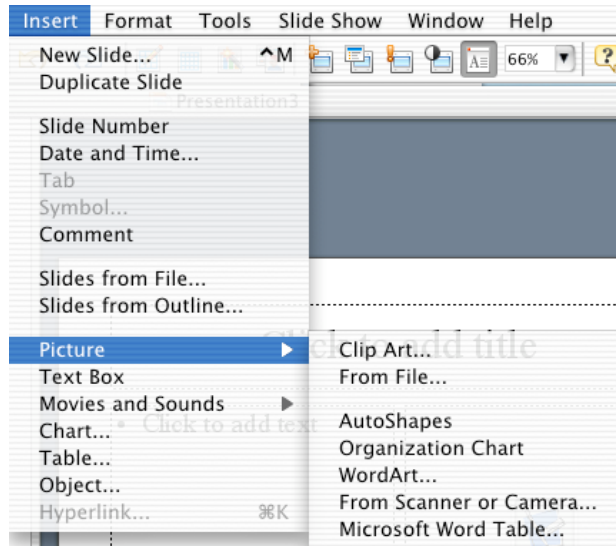 Insert Format Tools Slide Show Window Help
New Slide... ^M
66%
Duplicate Slide
Presentation3
Slide Number
Date and Time...
Tab
Symbol...
Comment
Slides from File...
Slides from Outline...
Click to add title
Picture
Text Box
Movies and Sounds
• Click to add text
Chart...
Table...
Object...
Hyperlink... ⌘K
Clip Art...
From File...
AutoShapes
Organization Chart
WordArt...
From Scanner or Camera...
Microsoft Word Table...